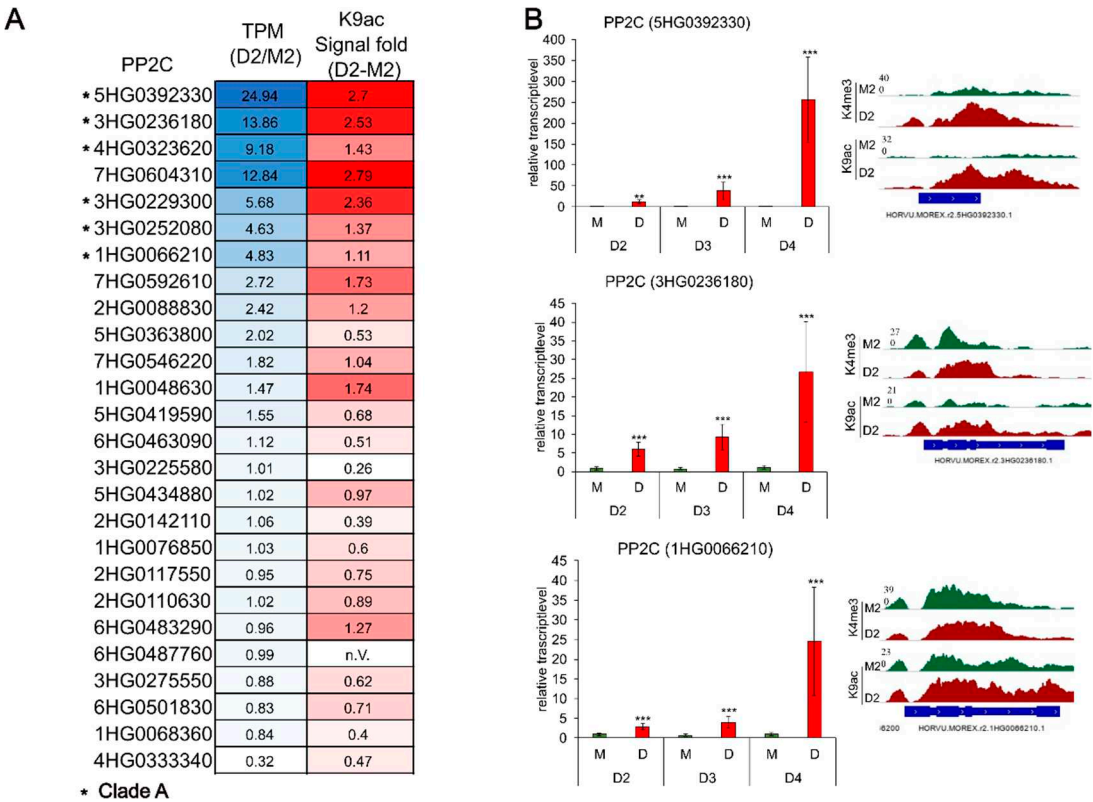 A
PP2C
TPM
(D2/M2)
K9ac
Signal fold
(D2-M2)
* 5HG0392330 24.94 2.7
* 3HG0236180 13.86 2.53
* 4HG0323620 9.18 1.43
7HG0604310 12.84 2.79
* 3HG0229300 5.68 2.36
* 3HG0252080 4.63 1.37
* 1HG0066210 4.83 1.11
7HG0592610 2.72 1.73
2HG0088830 2.42 1.2
5HG0363800 2.02 0.53
7HG0546220 1.82 1.04
1HG0048630 1.47 1.74
5HG0419590 1.55 0.68
6HG0463090 1.12 0.51
3HG0225580 1.01 0.26
5HG0434880 1.02 0.97
2HG0142110 1.06 0.39
1HG0076850 1.03 0.6
2HG0117550 0.95 0.75
2HG0110630 1.02 0.89
6HG0483290 0.96 1.27
6HG0487760 0.99 n.V.
3HG0275550 0.88 0.62
6HG0501830 0.83 0.71
1HG0068360 0.84 0.4
4HG0333340 0.32 0.47
* Clade A
B
PP2C (5HG0392330)
relative transcriptlevel
400
350
300
250
200
150
100
50
0
** *** ***
M D M D M D
D2 D3 D4
K4me3
K9ac
40
0
M2
D2
32
0
M2
D2
HORVU.MOREX.r2.5HG0392330.1
PP2C (3HG0236180)
relative transcriptlevel
45
40
35
30
25
20
15
10
5
0
*** *** ***
M D M D M D
D2 D3 D4
K4me3
K9ac
27
0
M2
D2
21
0
M2
D2
HORVU.MOREX.r2.3HG0236180.1
PP2C (1HG0066210)
relative trascriptlevel
45
40
35
30
25
20
15
10
5
0
*** *** ***
M D M D M D
D2 D3 D4
K4me3
K9ac
39
0
M2
D2
23
0
M2
D2
i6200 HORVU.MOREX.r2.1HG0066210.1